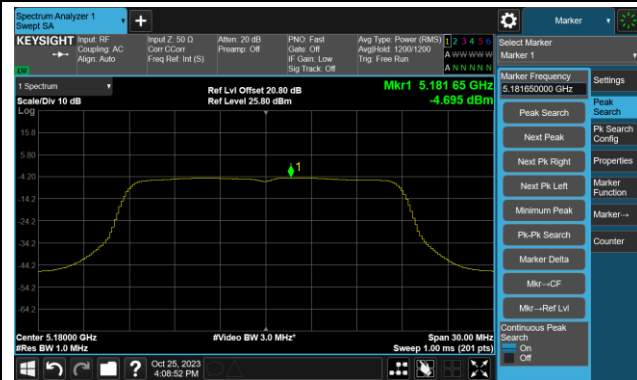 Spectrum Analyzer 1
Swept SA
Marker
KEYSIGHT
Input: RF
Coupling: AC
Align: Auto
Input Z: 50 Ω
Corr CCorr
Freq Ref: Int (S)
Atten: 20 dB
Preamp: Off
PNO: Fast
Gate: Off
IF Gain: Low
Sig Track: Off
Avg Type: Power (RMS)
Avg|Hold: 1200/1200
Trig: Free Run
1 2 3 4 5 6
A W W W W W
A N N N N N
LW
Select Marker
Marker 1
1 Spectrum
Scale/Div 10 dB
Log
Ref Lvl Offset 20.80 dB
Ref Level 25.80 dBm
Mkr1 5.181 65 GHz
-4.695 dBm
15.8
5.80
-4.20
-14.2
-24.2
-34.2
-44.2
-54.2
-64.2
1
Center 5.18000 GHz
#Res BW 1.0 MHz
#Video BW 3.0 MHz*
Span 30.00 MHz
Sweep 1.00 ms (201 pts)
Marker Frequency
5.181650000 GHz
Peak Search
Next Peak
Next Pk Right
Next Pk Left
Minimum Peak
Pk-Pk Search
Marker Delta
Mkr→CF
Mkr→Ref Lvl
Continuous Peak
Search
On
Off
Settings
Peak
Search
Pk Search
Config
Properties
Marker
Function
Marker→
Counter
?
Oct 25, 2023
4:08:52 PM